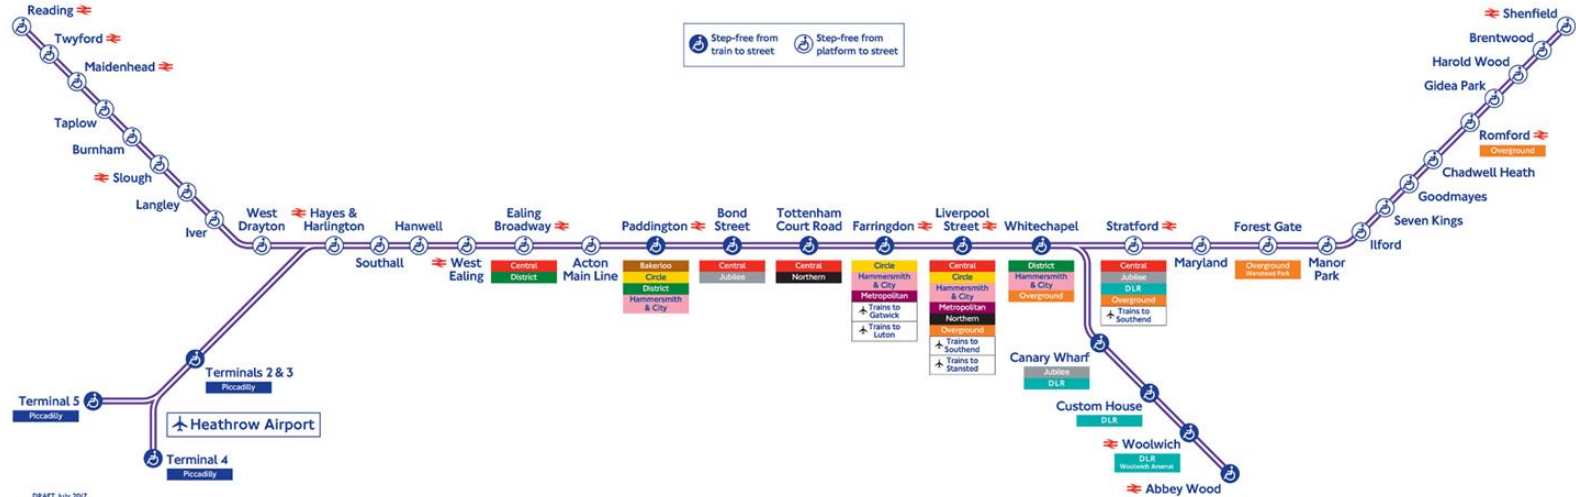 Reading
Twyford
Maidenhead
Taplow
Burnham
Slough
Langley
Iver
West
Drayton
Hayes &
Harlington
Southall
Hanwell
West
Ealing
Ealing
Broadway
Central
District
Acton
Main Line
Paddington
Bakerloo
Circle
District
Hammersmith
& City
Bond
Street
Central
Jubilee
Tottenham
Court Road
Central
Northern
Farringdon
Circle
Hammersmith
& City
Metropolitan
Trains to
Gatwick
Trains to
Luton
Liverpool
Street
Central
Circle
Hammersmith
& City
Metropolitan
Northern
Overground
Trains to
Southend
Trains to
Stansted
Whitechapel
District
Hammersmith
& City
Overground
Stratford
Central
Jubilee
DLR
Overground
Trains to
Southend
Maryland
Forest Gate
Overground
Wanstead Park
Manor
Park
Ilford
Seven Kings
Goodmayes
Chadwell Heath
Romford
Overground
Gidea Park
Harold Wood
Brentwood
Shenfield
Step-free from
train to street
Step-free from
platform to street
Canary Wharf
Jubilee
DLR
Custom House
DLR
Woolwich
DLR
Woolwich Arsenal
Abbey Wood
Terminals 2 & 3
Piccadilly
Terminal 5
Piccadilly
Heathrow Airport
Terminal 4
Piccadilly
DRAFT July 2017